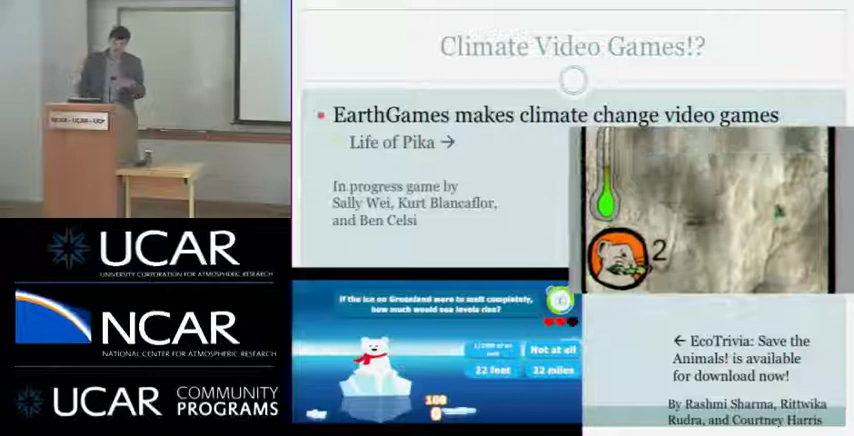 Climate Video Games!?
EarthGames makes climate change video games
Life of Pika →
In progress game by
Sally Wei, Kurt Blancaflor,
and Ben Celsi
2
NCAR - UCAR - UCP
UCAR
UNIVERSITY CORPORATION FOR ATMOSPHERIC RESEARCH
NCAR
NATIONAL CENTER FOR ATMOSPHERIC RESEARCH
UCAR COMMUNITY
PROGRAMS
If the ice on Greenland were to melt completely,
how much would sea levels rise?
Not at all
22 feet
22 miles
100
0
← EcoTrivia: Save the
Animals! is available
for download now!
By Rashmi Sharma, Rittwika
Rudra, and Courtney Harris